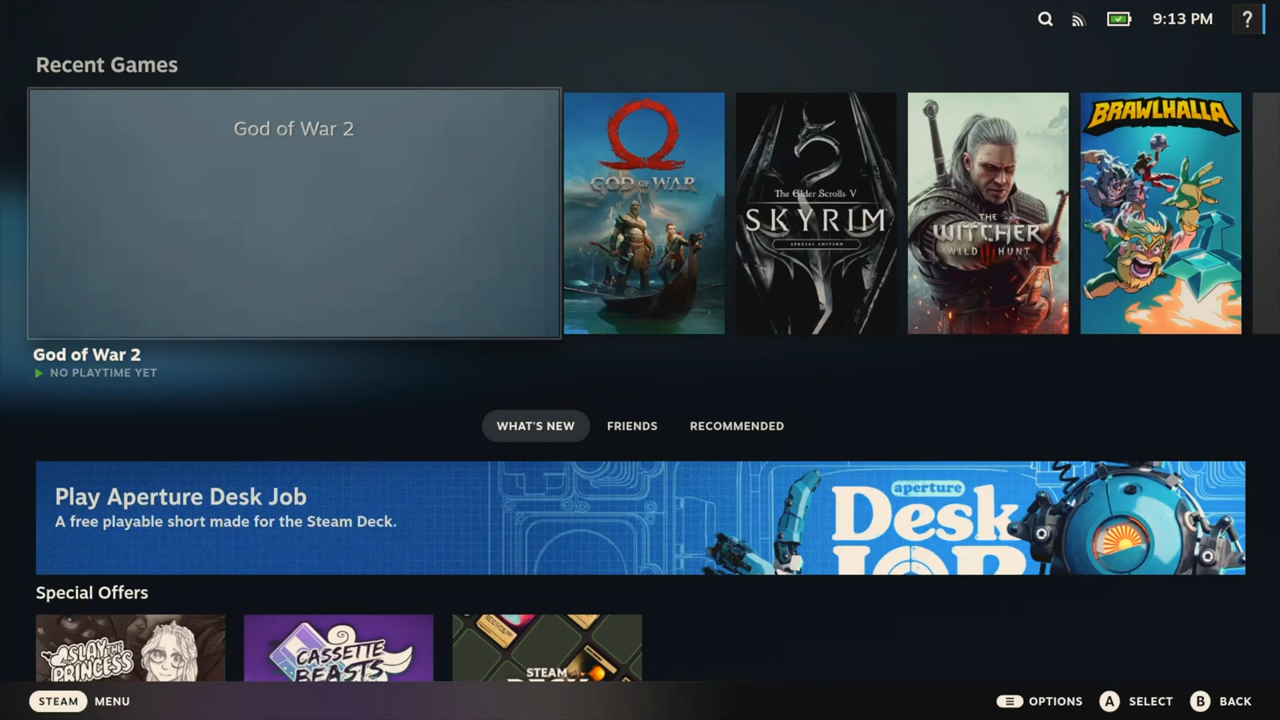 9:13 PM
?
Recent Games
God of War 2
GOD OF WAR
The Elder Scrolls V
SKYRIM
SPECIAL EDITION
THE
WITCHER
WILD HUNT
BRAWLHALLA
God of War 2
NO PLAYTIME YET
WHAT'S NEW
FRIENDS
RECOMMENDED
Play Aperture Desk Job
A free playable short made for the Steam Deck.
aperture
Desk
JOB
Special Offers
SLAY THE
PRINCESS
CASSETTE
BEASTS
STEAM
DECK
STEAM
MENU
OPTIONS
A
SELECT
B
BACK